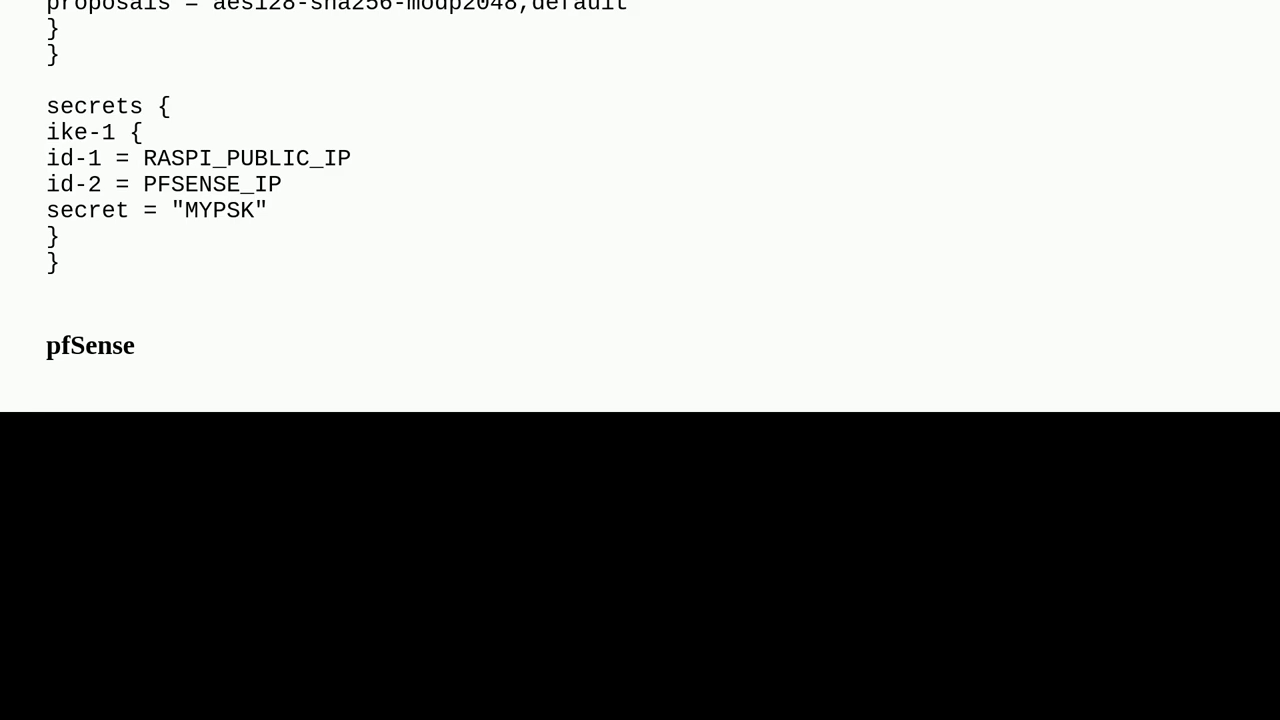 proposals = aes128-sha256-modp2048,default
}
}
secrets {
ike-1 {
id-1 = RASPI_PUBLIC_IP
id-2 = PFSENSE_IP
secret = "MYPSK"
}
}
pfSense